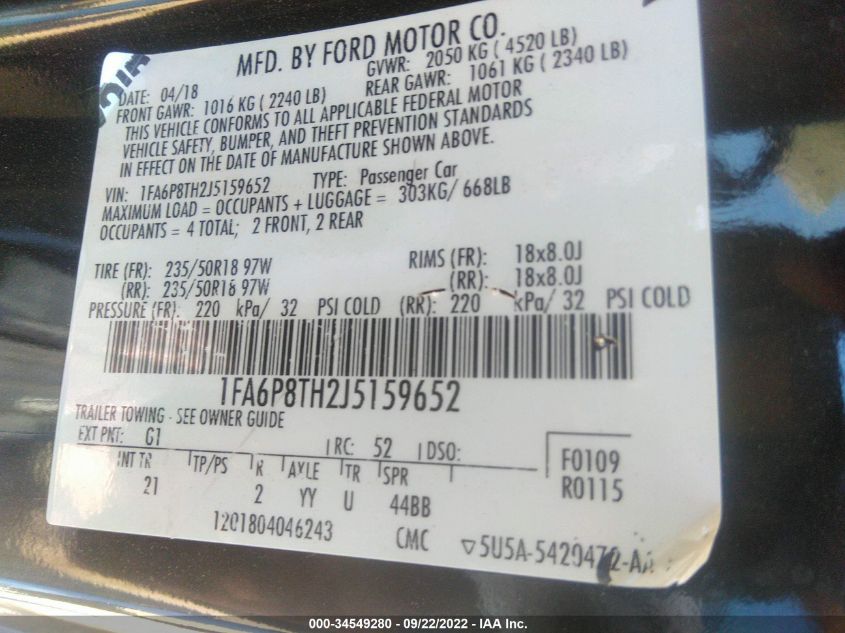 MFD. BY FORD MOTOR CO.
DATE: 04/18 GVWR: 2050 KG ( 4520 LB)
FRONT GAWR: 1016 KG ( 2240 LB) REAR GAWR: 1061 KG ( 2340 LB)
THIS VEHICLE CONFORMS TO ALL APPLICABLE FEDERAL MOTOR
VEHICLE SAFETY, BUMPER, AND THEFT PREVENTION STANDARDS
IN EFFECT ON THE DATE OF MANUFACTURE SHOWN ABOVE.
VIN: 1FA6P8TH2J5159652 TYPE: Passenger Car
MAXIMUM LOAD = OCCUPANTS + LUGGAGE = 303KG/ 668LB
OCCUPANTS = 4 TOTAL; 2 FRONT, 2 REAR
TIRE (FR): 235/50R18 97W RIMS (FR): 18x8.0J
(RR): 235/50R18 97W (RR): 18x8.0J
PRESSURE (FR): 220 kPa/ 32 PSI COLD (RR): 220 kPa/ 32 PSI COLD
1FA6P8TH2J5159652
TRAILER TOWING - SEE OWNER GUIDE
EXT PNT: G1 RC: 52 DSO:
INT TR TP/PS R AXLE TR SPR
21 2 YY U 44BB
F0109
R0115
1201804046243 CMC ▽5U5A-5420472-AA
000-34549280 - 09/22/2022 - IAA Inc.